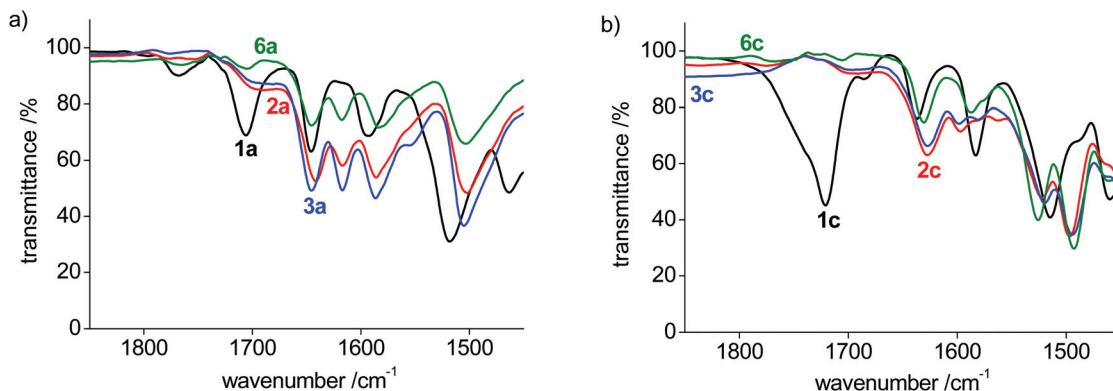 a)
transmittance /%
100
80
60
40
20
0
6a
2a
1a
3a
1800
1700
1600
1500
wavenumber /cm-1
b)
transmittance /%
100
80
60
40
20
0
6c
3c
2c
1c
1800
1700
1600
1500
wavenumber /cm-1